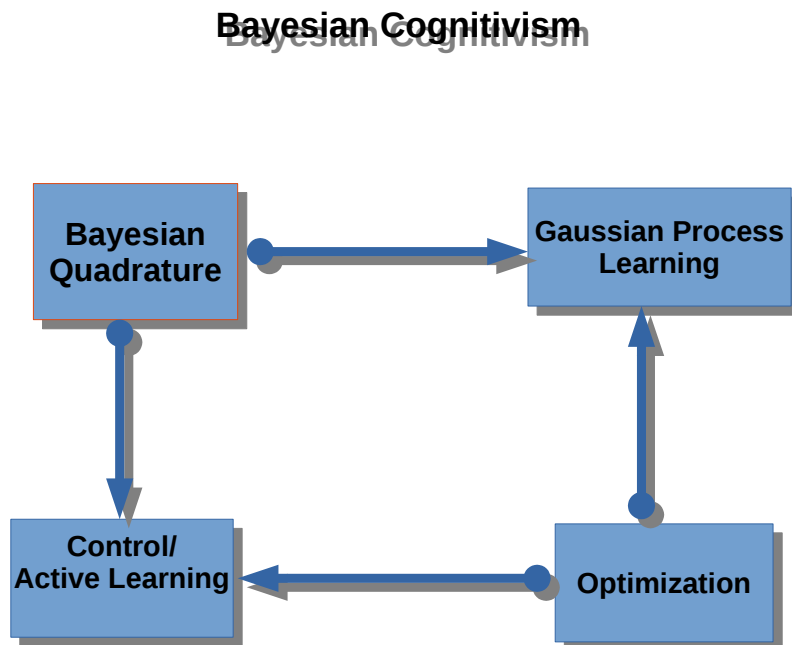 Bayesian Cognitivism
Bayesian
Quadrature
Gaussian Process
Learning
Control/
Active Learning
Optimization